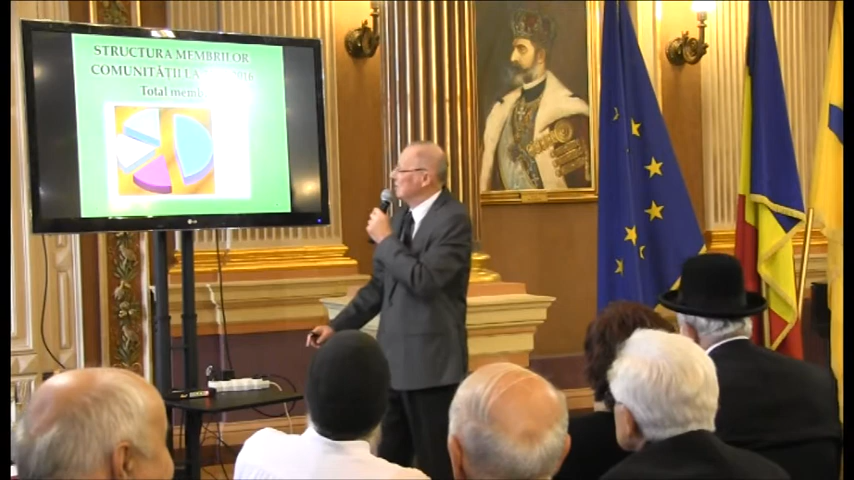 STRUCTURA MEMBRILOR
COMUNITĂȚII LA 2016
Total
LG